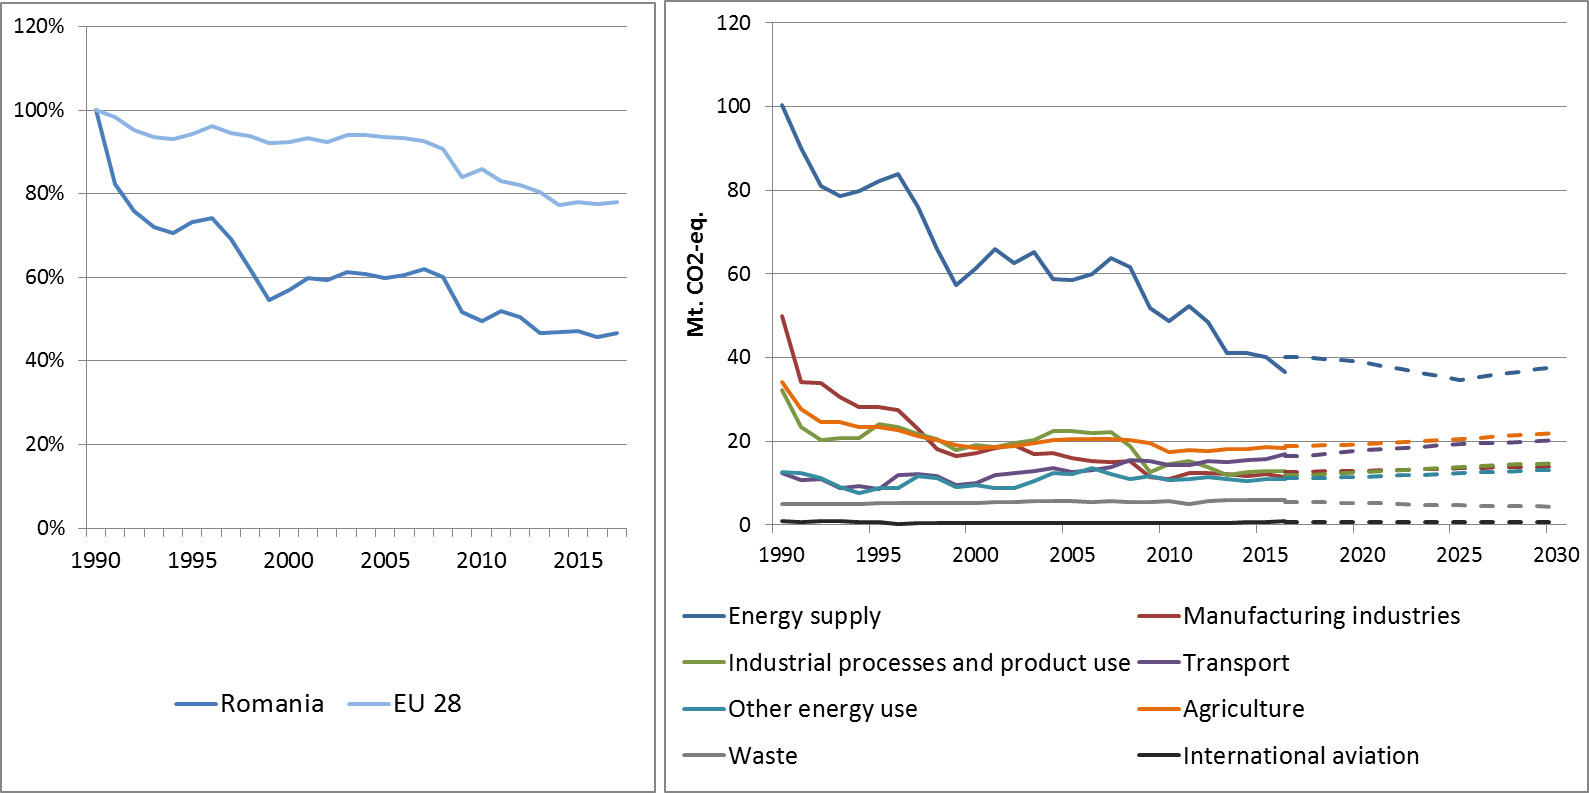 120%
100%
80%
60%
40%
20%
0%
1990 1995 2000 2005 2010 2015
Romania EU 28
Mt. CO2-eq.
120
100
80
60
40
20
0
1990 1995 2000 2005 2010 2015 2020 2025 2030
Energy supply Manufacturing industries
Industrial processes and product use Transport
Other energy use Agriculture
Waste International aviation